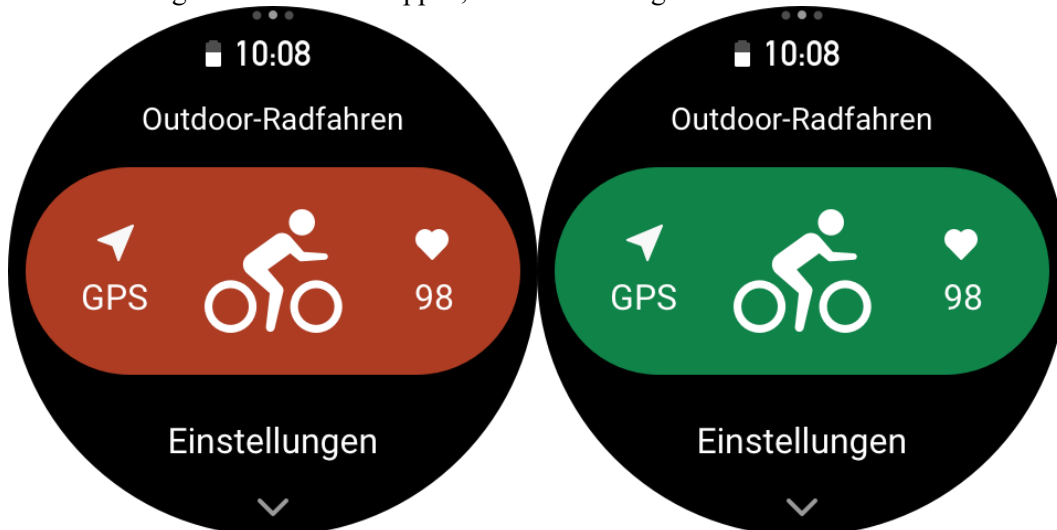 10:08
Outdoor-Radfahren
GPS
98
Einstellungen
10:08
Outdoor-Radfahren
GPS
98
Einstellungen